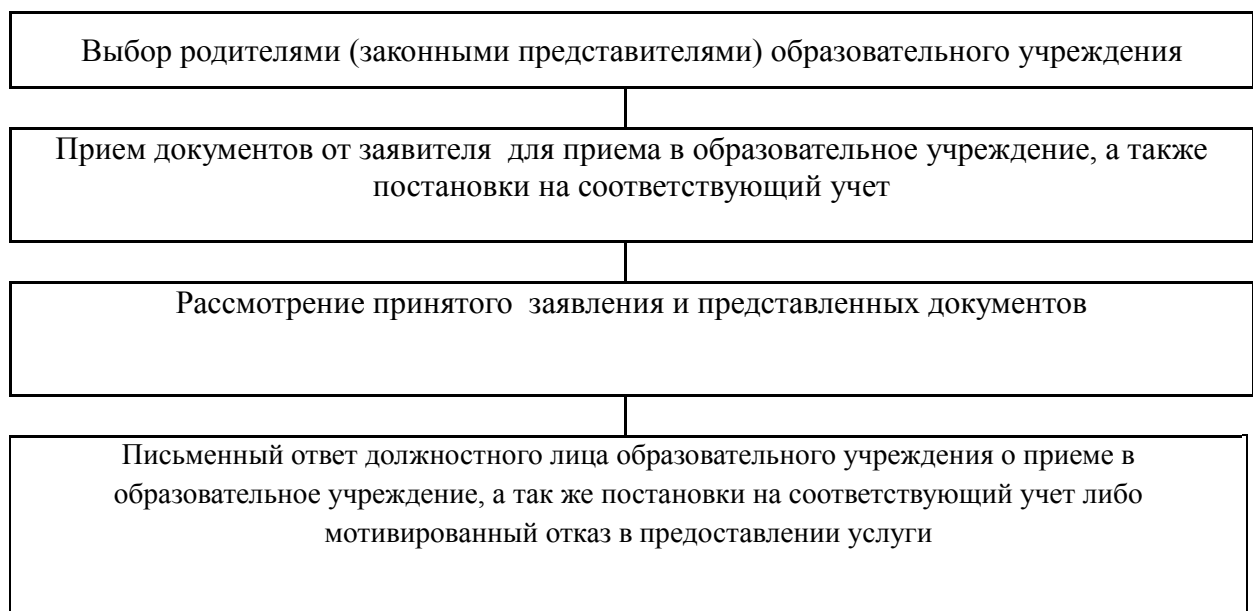 Выбор родителями (законными представителями) образовательного учреждения
Прием документов от заявителя  для приема в образовательное учреждение, а также
постановки на соответствующий учет
Рассмотрение принятого  заявления и представленных документов
Письменный ответ должностного лица образовательного учреждения о приеме в
образовательное учреждение, а так же постановки на соответствующий учет либо
мотивированный отказ в предоставлении услуги